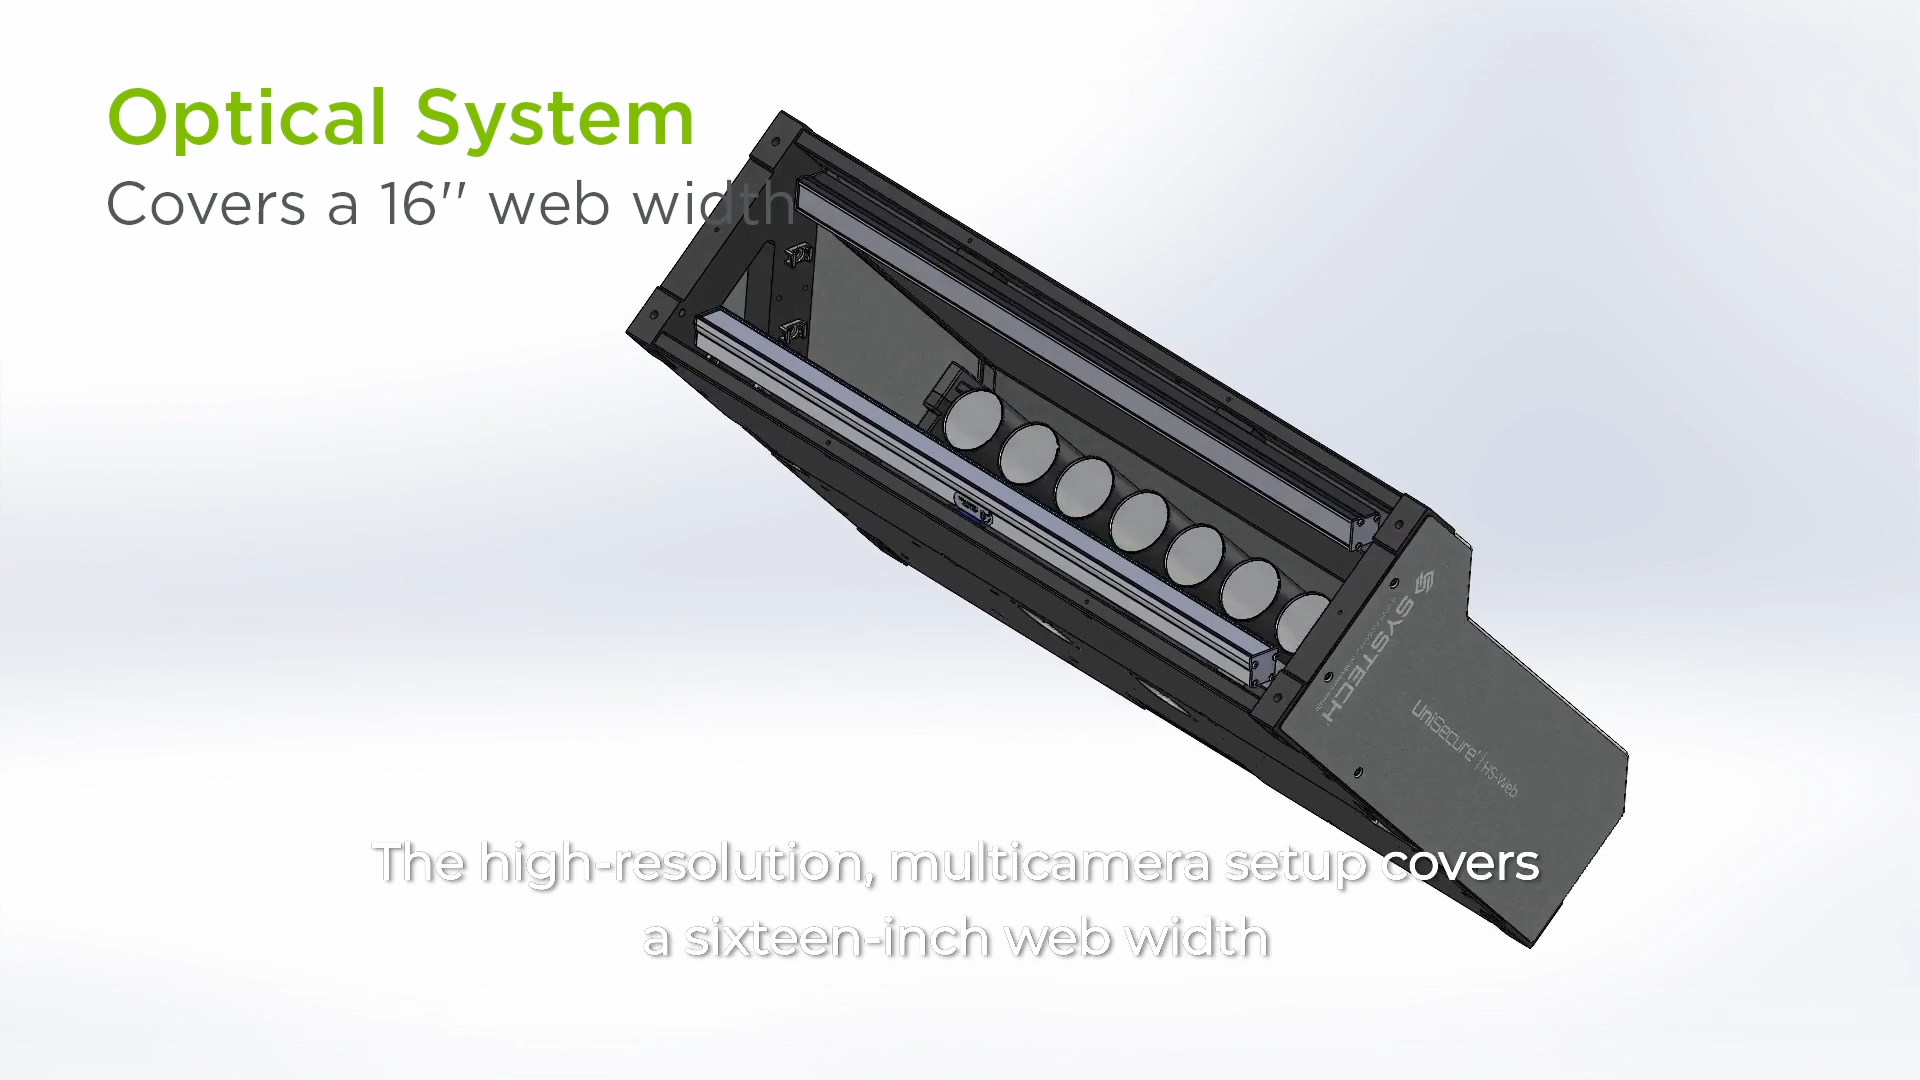 Optical System
Covers a 16'' web width
SYSTECH
UniSecure | HS-Web
The high-resolution, multicamera setup covers
a sixteen-inch web width